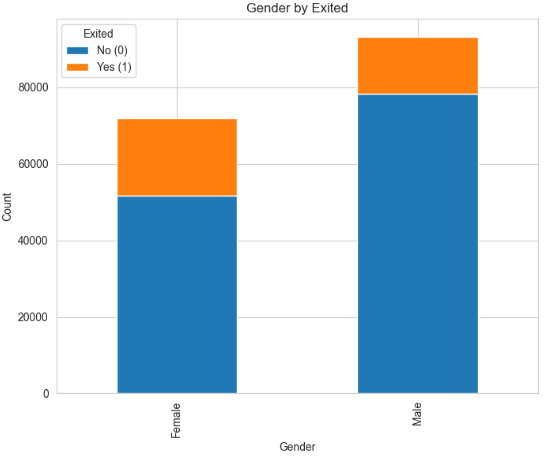 Gender by Exited
Exited
No (0)
Yes (1)
80000
60000
40000
20000
0
Count
Female
Male
Gender